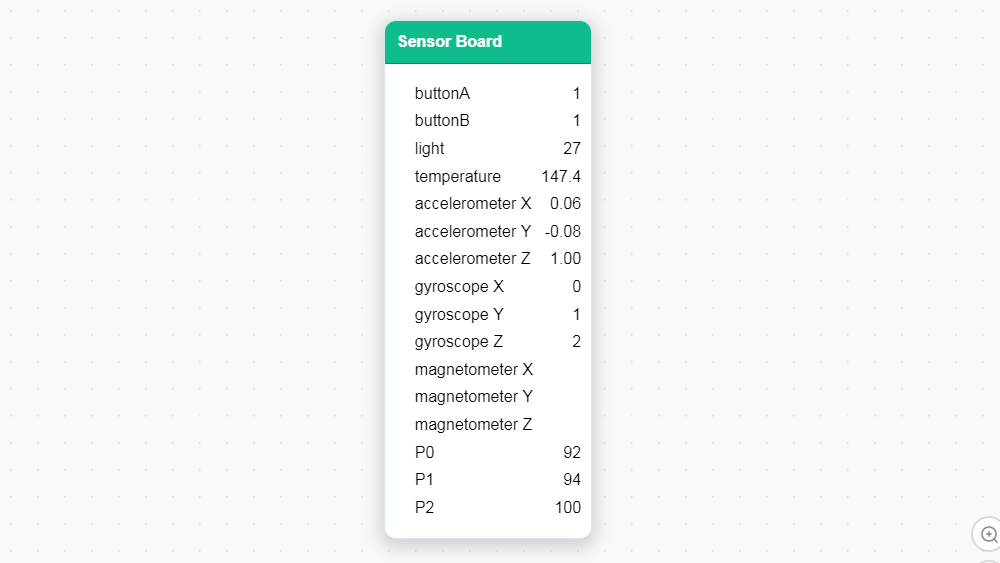 Sensor Board
buttonA 1
buttonB 1
light 27
temperature 147.4
accelerometer X 0.06
accelerometer Y -0.08
accelerometer Z 1.00
gyroscope X 0
gyroscope Y 1
gyroscope Z 2
magnetometer X
magnetometer Y
magnetometer Z
P0 92
P1 94
P2 100